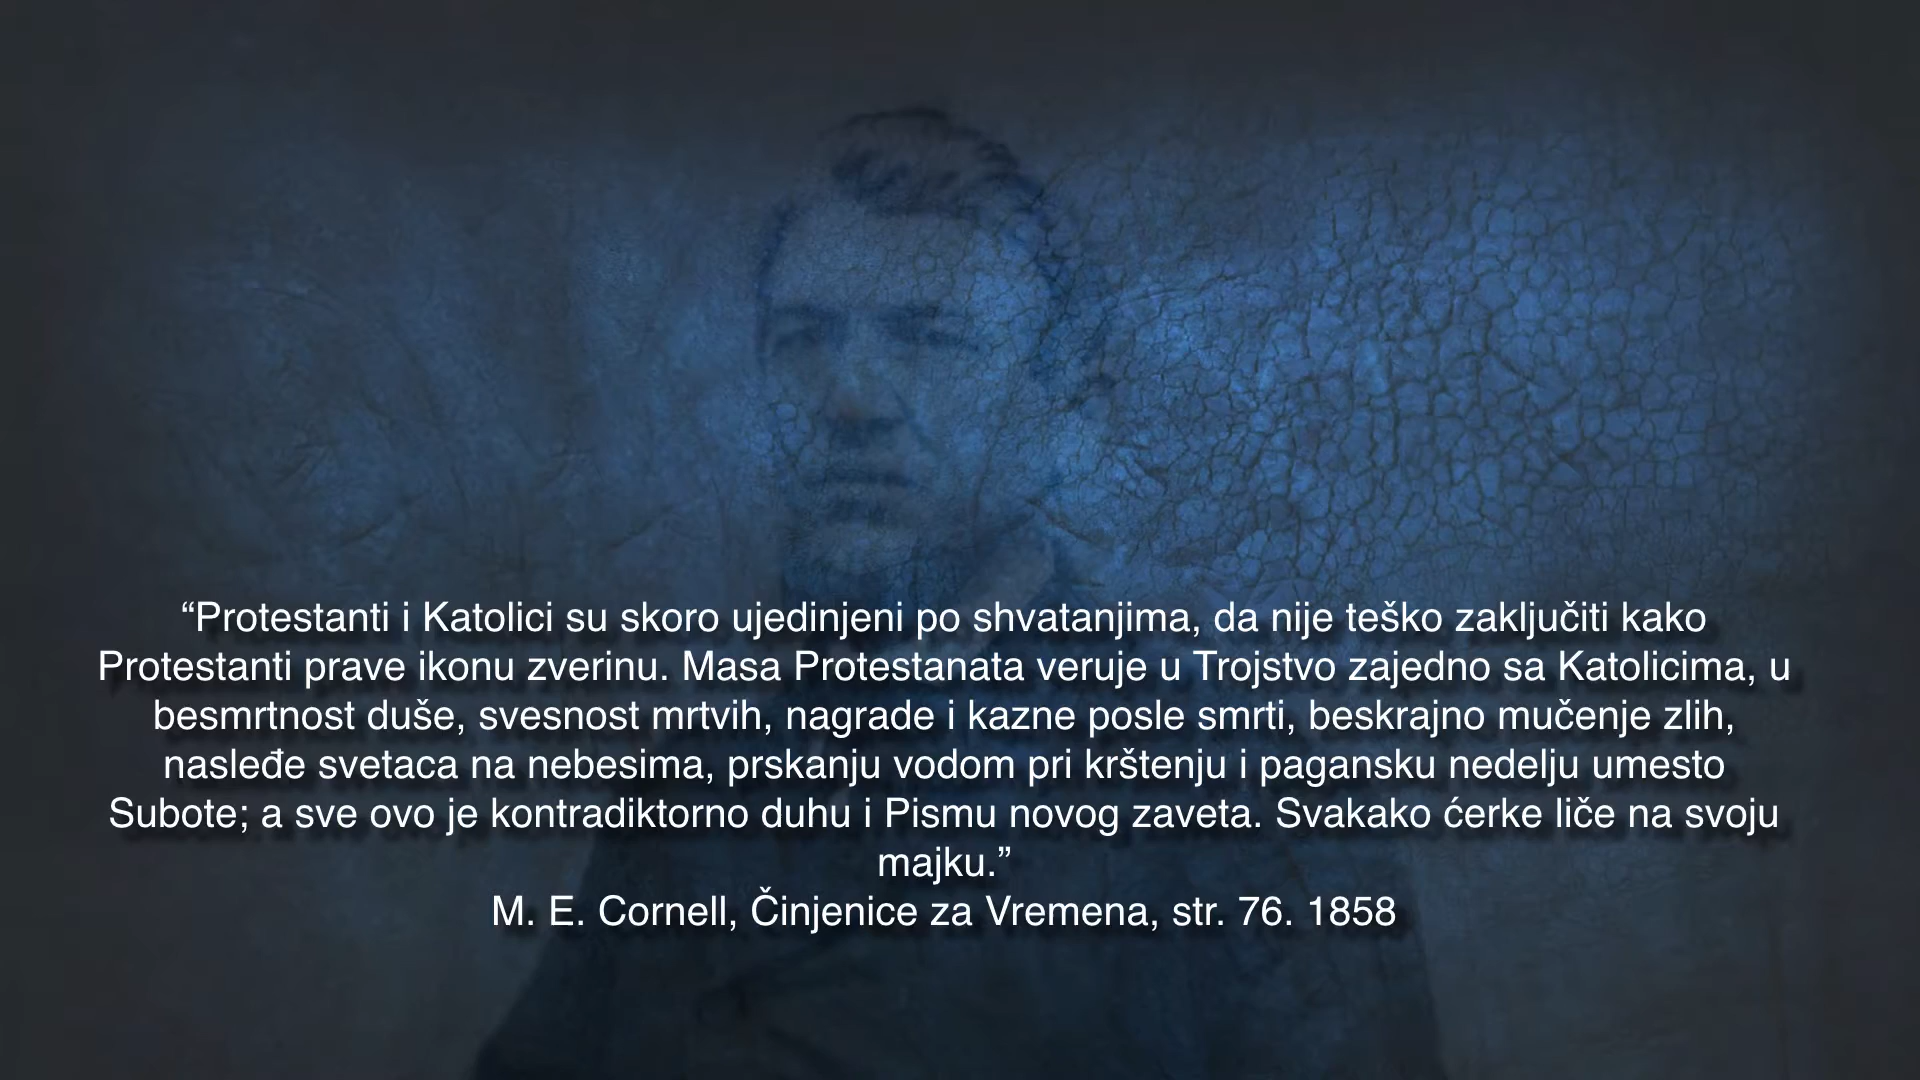 “Protestanti i Katolici su skoro ujedinjeni po shvatanjima, da nije teško zaključiti kako
Protestanti prave ikonu zverinu. Masa Protestanata veruje u Trojstvo zajedno sa Katolicima, u
besmrtnost duše, svesnost mrtvih, nagrade i kazne posle smrti, beskrajno mučenje zlih,
nasleđe svetaca na nebesima, prskanju vodom pri krštenju i pagansku nedelju umesto
Subote; a sve ovo je kontradiktorno duhu i Pismu novog zaveta. Svakako ćerke liče na svoju
majku.”
M. E. Cornell, Činjenice za Vremena, str. 76. 1858